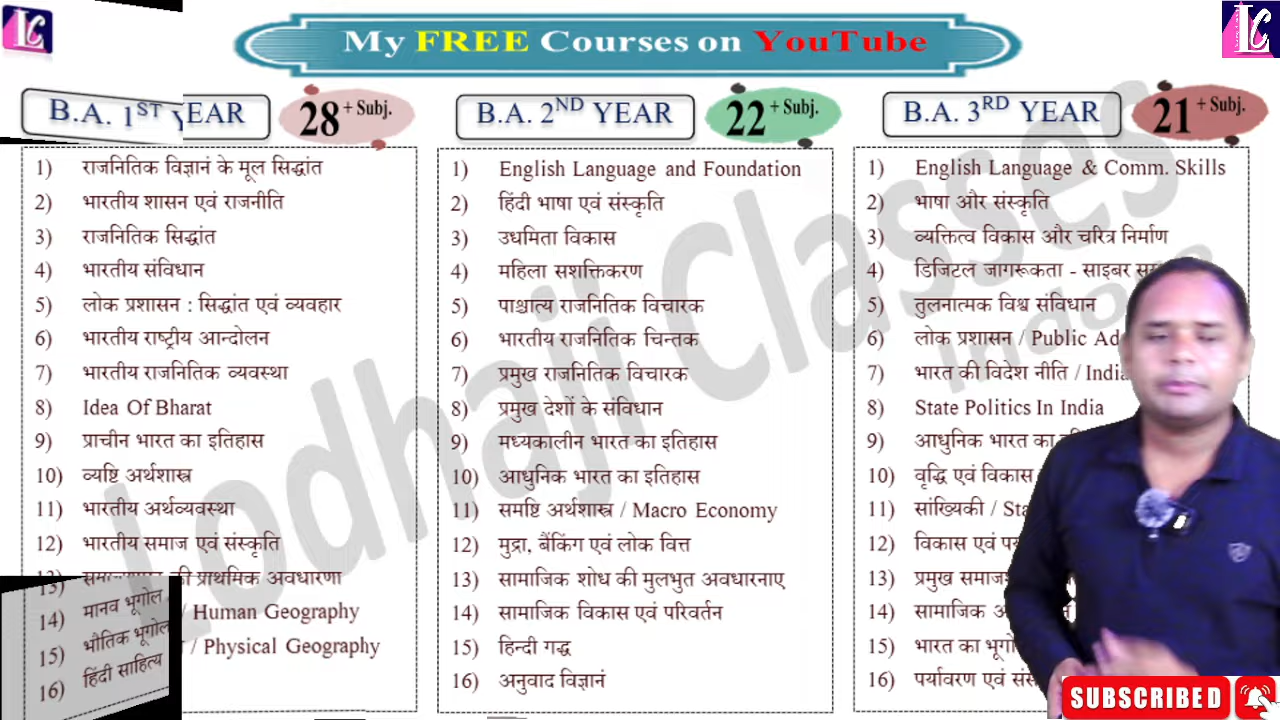 LC
LC
My FREE Courses on YouTube
B.A. 1ST YEAR
28 + Subj.
1) राजनितिक विज्ञानं के मूल सिद्धांत
2) भारतीय शासन एवं राजनीति
3) राजनितिक सिद्धांत
4) भारतीय संविधान
5) लोक प्रशासन : सिद्धांत एवं व्यवहार
6) भारतीय राष्ट्रीय आन्दोलन
7) भारतीय राजनितिक व्यवस्था
8) Idea Of Bharat
9) प्राचीन भारत का इतिहास
10) व्यष्टि अर्थशास्त्र
11) भारतीय अर्थव्यवस्था
12) भारतीय समाज एवं संस्कृति
13) की प्राथमिक अवधारणा
14) मानव भूगोल / Human Geography
15) भौतिक भूगोल / Physical Geography
16) हिंदी साहित्य
B.A. 2ND YEAR
22 + Subj.
1) English Language and Foundation
2) हिंदी भाषा एवं संस्कृति
3) उधमिता विकास
4) महिला सशक्तिकरण
5) पाश्चात्य राजनितिक विचारक
6) भारतीय राजनितिक चिन्तक
7) प्रमुख राजनितिक विचारक
8) प्रमुख देशों के संविधान
9) मध्यकालीन भारत का इतिहास
10) आधुनिक भारत का इतिहास
11) समष्टि अर्थशास्त्र / Macro Economy
12) मुद्रा, बैंकिंग एवं लोक वित्त
13) सामाजिक शोध की मुलभुत अवधारनाए
14) सामाजिक विकास एवं परिवर्तन
15) हिन्दी गद्ध
16) अनुवाद विज्ञानं
B.A. 3RD YEAR
21 + Subj.
1) English Language & Comm. Skills
2) भाषा और संस्कृति
3) व्यक्तित्व विकास और चरित्र निर्माण
4) डिजिटल जागरूकता - साइबर
5) तुलनात्मक विश्व संविधान
6) लोक प्रशासन / Public
7) भारत की विदेश नीति /
8) State Politics In India
9) आधुनिक भारत का
10) वृद्धि एवं विकास
11) सांख्यिकी /
12) विकास एवं
13) प्रमुख
14) सामाजिक
15) भारत का
16) पर्यावरण एवं
Lodhaji Classes
Indore
SUBSCRIBED